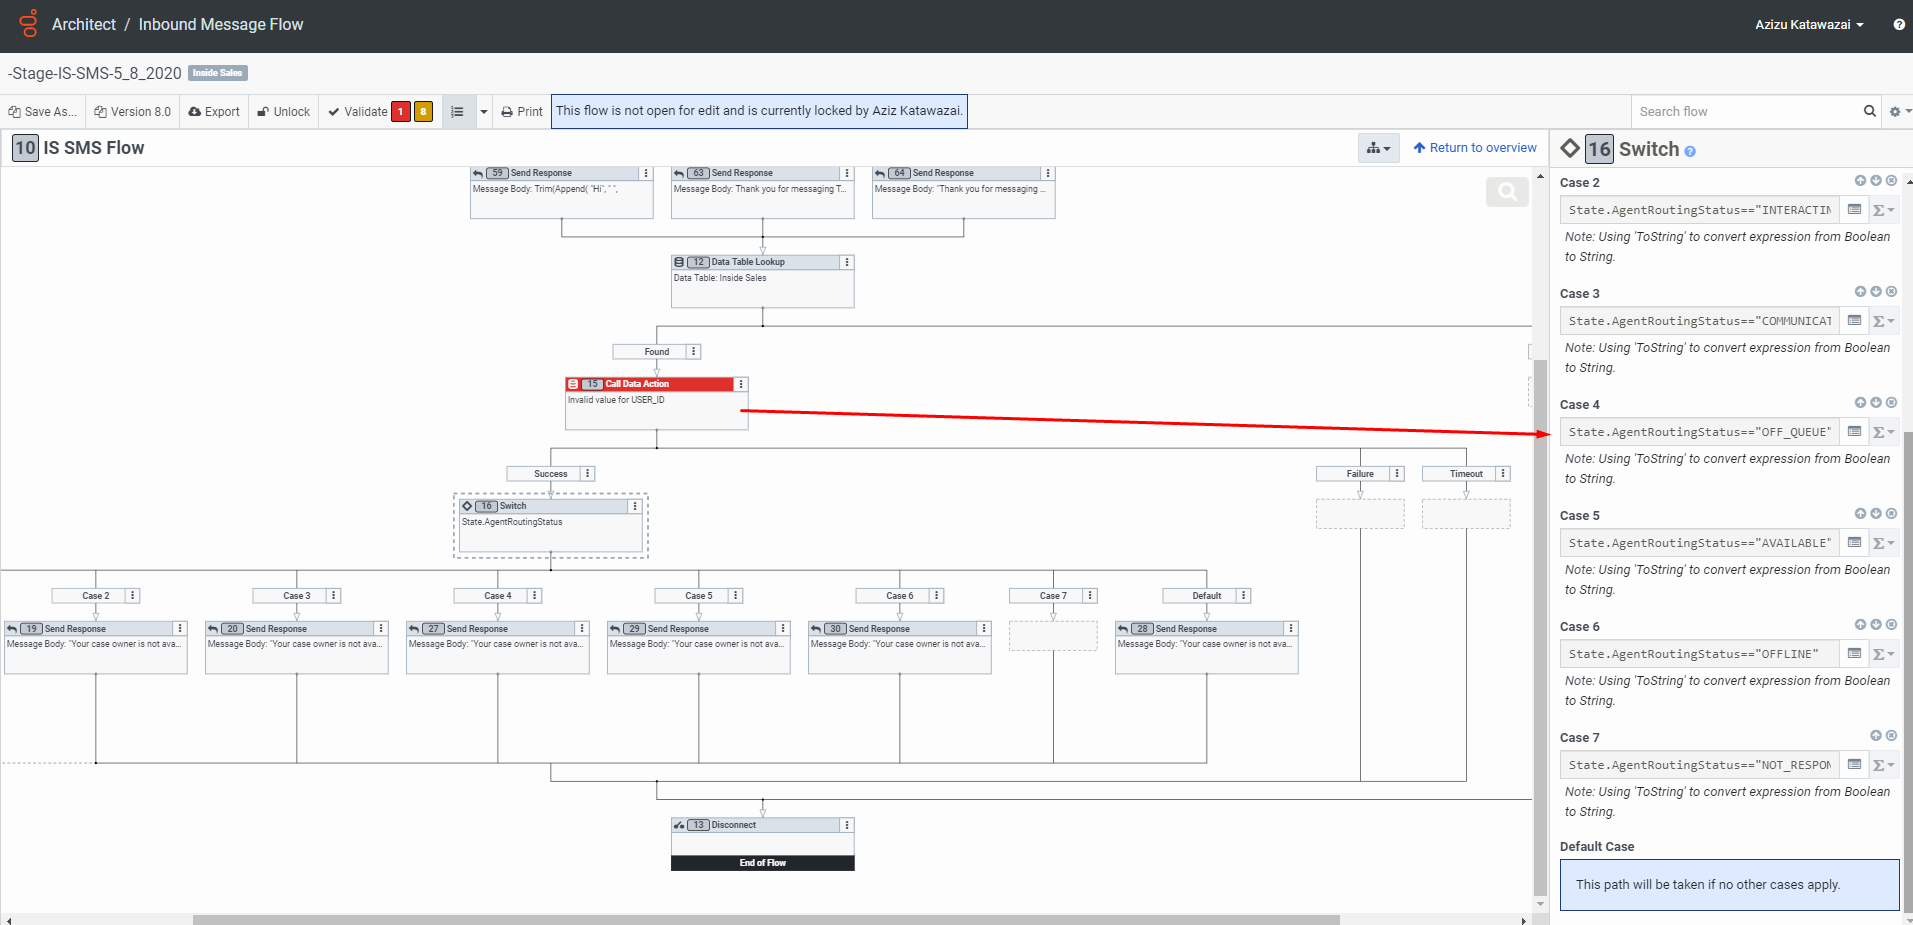 Architect / Inbound Message Flow
Azizu Katawazai
-Stage-IS-SMS-5_8_2020 Inside Sales
Save As... Version 8.0 Export Unlock Validate 1 8 Print
This flow is not open for edit and is currently locked by Aziz Katawazai.
Search flow
10 IS SMS Flow
Return to overview
59 Send Response
Message Body: Trim(Append( "Hi", " ",
63 Send Response
Message Body: Thank you for messaging T...
64 Send Response
Message Body: "Thank you for messaging ...
12 Data Table Lookup
Data Table: Inside Sales
Found
15 Call Data Action
Invalid value for USER_ID
Success
Failure
Timeout
16 Switch
State.AgentRoutingStatus
Case 2
Case 3
Case 4
Case 5
Case 6
Case 7
Default
19 Send Response
Message Body: "Your case owner is not ava...
20 Send Response
Message Body: "Your case owner is not ava...
27 Send Response
Message Body: "Your case owner is not ava...
29 Send Response
Message Body: "Your case owner is not ava...
30 Send Response
Message Body: "Your case owner is not ava...
28 Send Response
Message Body: "Your case owner is not ava...
13 Disconnect
End of Flow
16 Switch
Case 2
State.AgentRoutingStatus=="INTERACTIN
Note: Using 'ToString' to convert expression from Boolean
to String.
Case 3
State.AgentRoutingStatus=="COMMUNICAT
Note: Using 'ToString' to convert expression from Boolean
to String.
Case 4
State.AgentRoutingStatus=="OFF_QUEUE"
Note: Using 'ToString' to convert expression from Boolean
to String.
Case 5
State.AgentRoutingStatus=="AVAILABLE"
Note: Using 'ToString' to convert expression from Boolean
to String.
Case 6
State.AgentRoutingStatus=="OFFLINE"
Note: Using 'ToString' to convert expression from Boolean
to String.
Case 7
State.AgentRoutingStatus=="NOT_RESPON
Note: Using 'ToString' to convert expression from Boolean
to String.
Default Case
This path will be taken if no other cases apply.